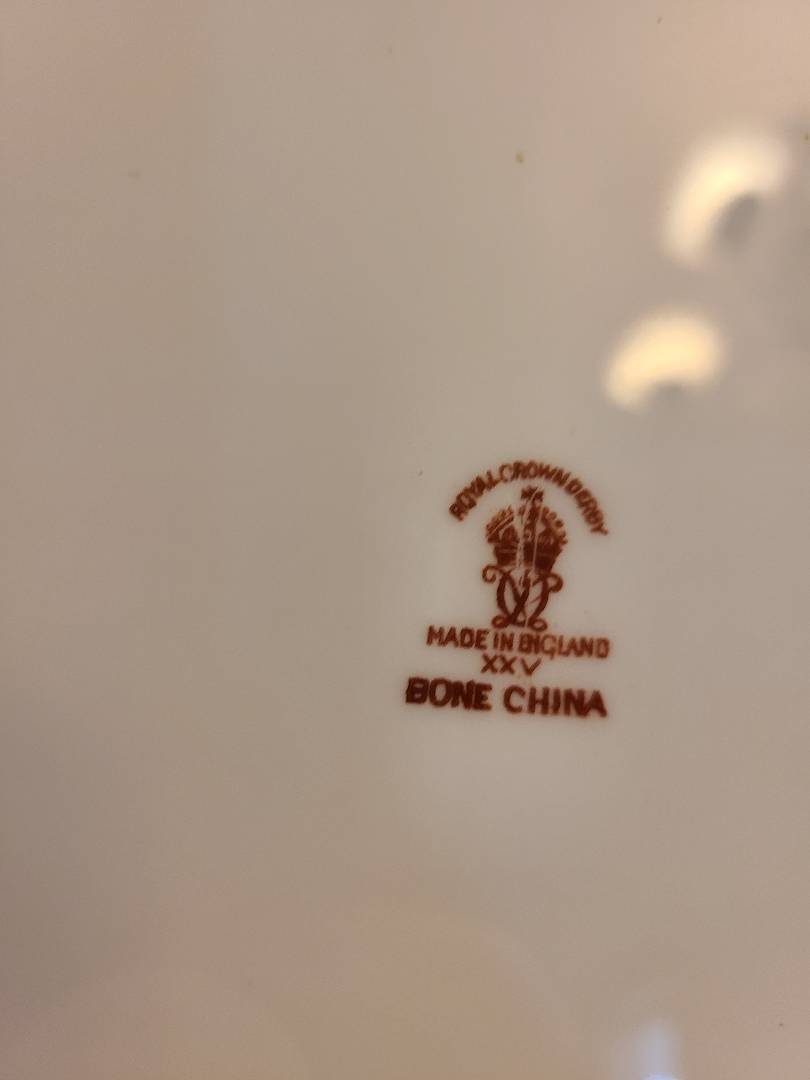 ROYAL CROWN DERBY
MADE IN ENGLAND
XXV
BONE CHINA